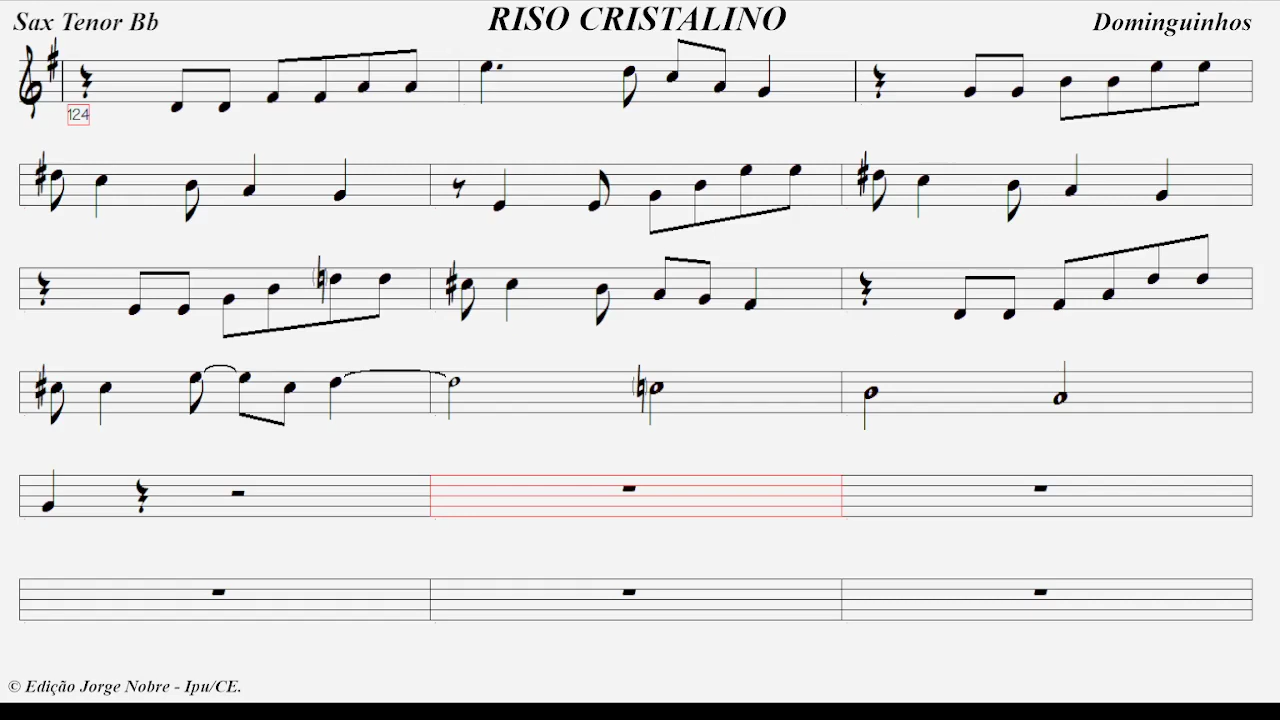 Sax Tenor Bb
RISO CRISTALINO
Dominguinhos
124
© Edição Jorge Nobre - Ipu/CE.